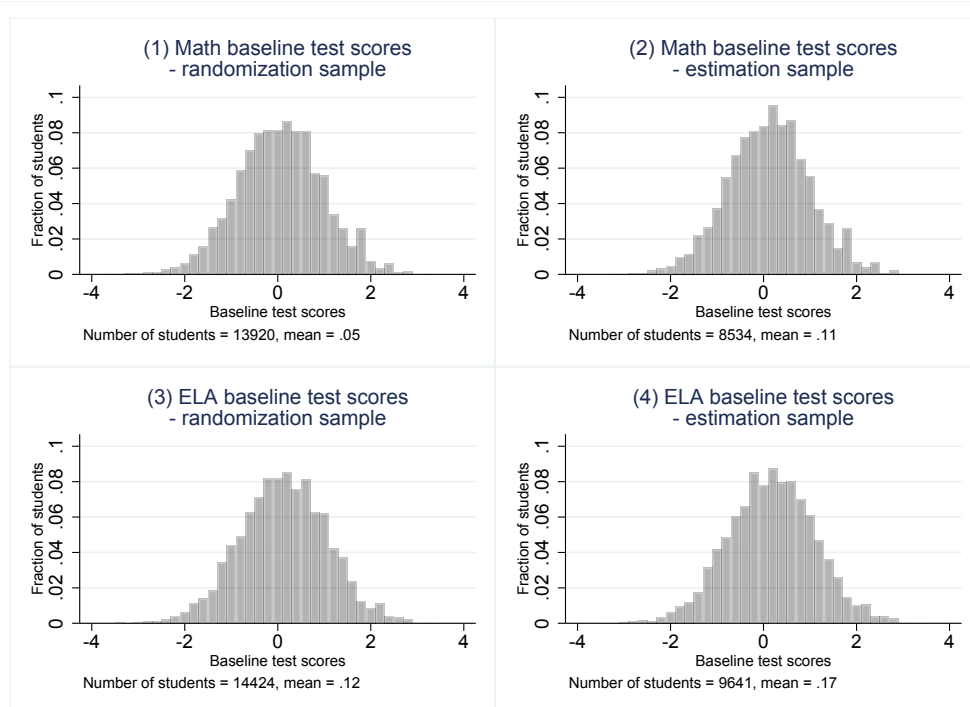 (1) Math baseline test scores
- randomization sample
Fraction of students
.1
.08
.06
.04
.02
0
-4 -2 0 2 4
Baseline test scores
Number of students = 13920, mean = .05
(2) Math baseline test scores
- estimation sample
Fraction of students
.1
.08
.06
.04
.02
0
-4 -2 0 2 4
Baseline test scores
Number of students = 8534, mean = .11
(3) ELA baseline test scores
- randomization sample
Fraction of students
.1
.08
.06
.04
.02
0
-4 -2 0 2 4
Baseline test scores
Number of students = 14424, mean = .12
(4) ELA baseline test scores
- estimation sample
Fraction of students
.1
.08
.06
.04
.02
0
-4 -2 0 2 4
Baseline test scores
Number of students = 9641, mean = .17